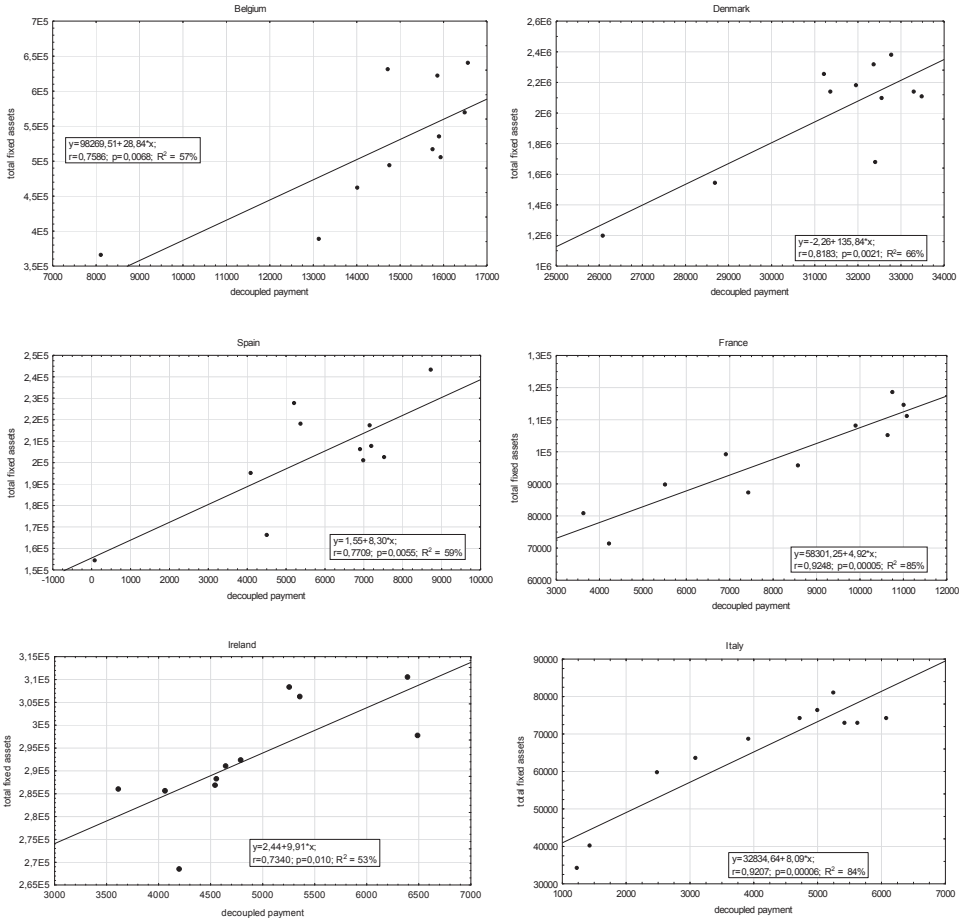 Belgium
7E5
6,5E5
6E5
5,5E5
5E5
4,5E5
4E5
3,5E5
total fixed assets
y=98269,51+28,84*x;
r=0,7586; p=0,0068; R² = 57%
7000 8000 9000 10000 11000 12000 13000 14000 15000 16000 17000
decoupled payment
Denmark
2,6E6
2,4E6
2,2E6
2E6
1,8E6
1,6E6
1,4E6
1,2E6
1E6
total fixed assets
y=-2,26+135,84*x;
r=0,8183; p=0,0021; R²= 66%
25000 26000 27000 28000 29000 30000 31000 32000 33000 34000
decoupled payment
Spain
2,5E5
2,4E5
2,3E5
2,2E5
2,1E5
2E5
1,9E5
1,8E5
1,7E5
1,6E5
1,5E5
total fixed assets
y=1,55+8,30*x;
r=0,7709; p=0,0055; R² = 59%
-1000 0 1000 2000 3000 4000 5000 6000 7000 8000 9000 10000
decoupled payment
France
1,3E5
1,2E5
1,1E5
1E5
90000
80000
70000
60000
total fixed assets
y=58301,25+4,92*x;
r=0,9248; p=0,00005; R² =85%
3000 4000 5000 6000 7000 8000 9000 10000 11000 12000
decoupled payment
Ireland
3,15E5
3,1E5
3,05E5
3E5
2,95E5
2,9E5
2,85E5
2,8E5
2,75E5
2,7E5
2,65E5
total fixed assets
y=2,44+9,91*x;
r=0,7340; p=0,010; R² = 53%
3000 3500 4000 4500 5000 5500 6000 6500 7000
decoupled payment
Italy
90000
80000
70000
60000
50000
40000
30000
total fixed assets
y=32834,64+8,09*x;
r=0,9207; p=0,00006; R² = 84%
1000 2000 3000 4000 5000 6000 7000
decoupled payment